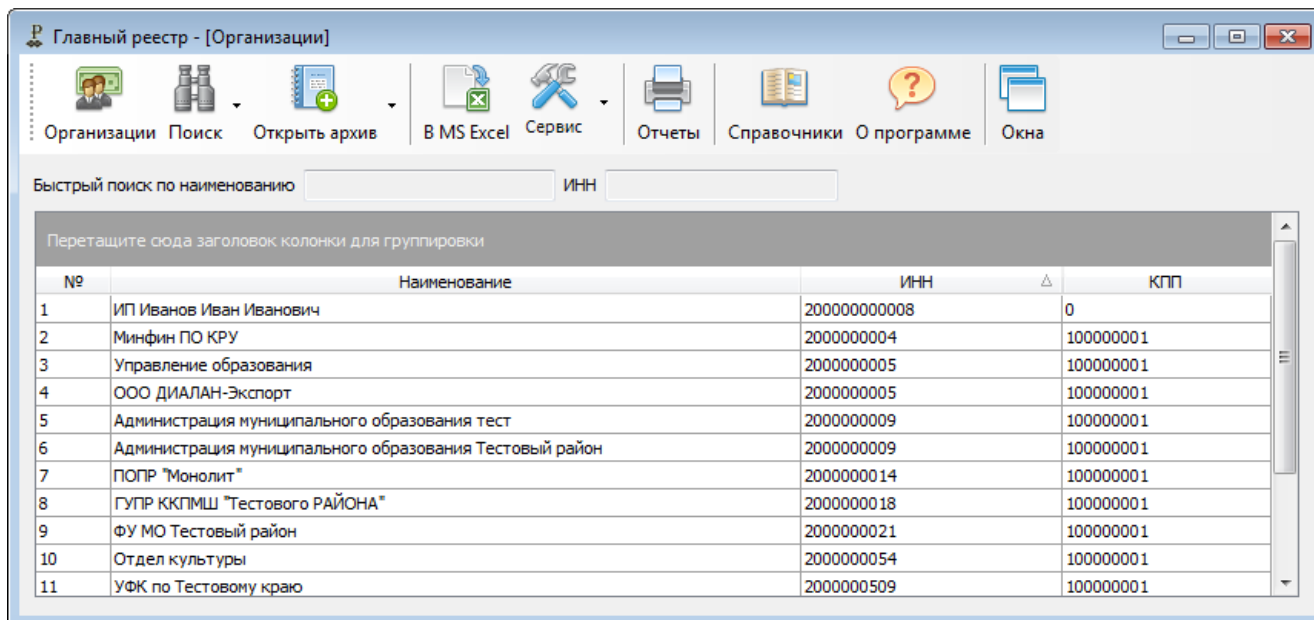 Главный реестр - [Организации]
Организации Поиск Открыть архив В MS Excel Сервис Отчеты Справочники О программе Окна
Быстрый поиск по наименованию ИНН
Перетащите сюда заголовок колонки для группировки
№ Наименование ИНН КПП
1 ИП Иванов Иван Иванович 200000000008 0
2 Минфин ПО КРУ 2000000004 100000001
3 Управление образования 2000000005 100000001
4 ООО ДИАЛАН-Экспорт 2000000005 100000001
5 Администрация муниципального образования тест 2000000009 100000001
6 Администрация муниципального образования Тестовый район 2000000009 100000001
7 ПОПР "Монолит" 2000000014 100000001
8 ГУПР ККПМШ "Тестового РАЙОНА" 2000000018 100000001
9 ФУ МО Тестовый район 2000000021 100000001
10 Отдел культуры 2000000054 100000001
11 УФК по Тестовому краю 2000000509 100000001